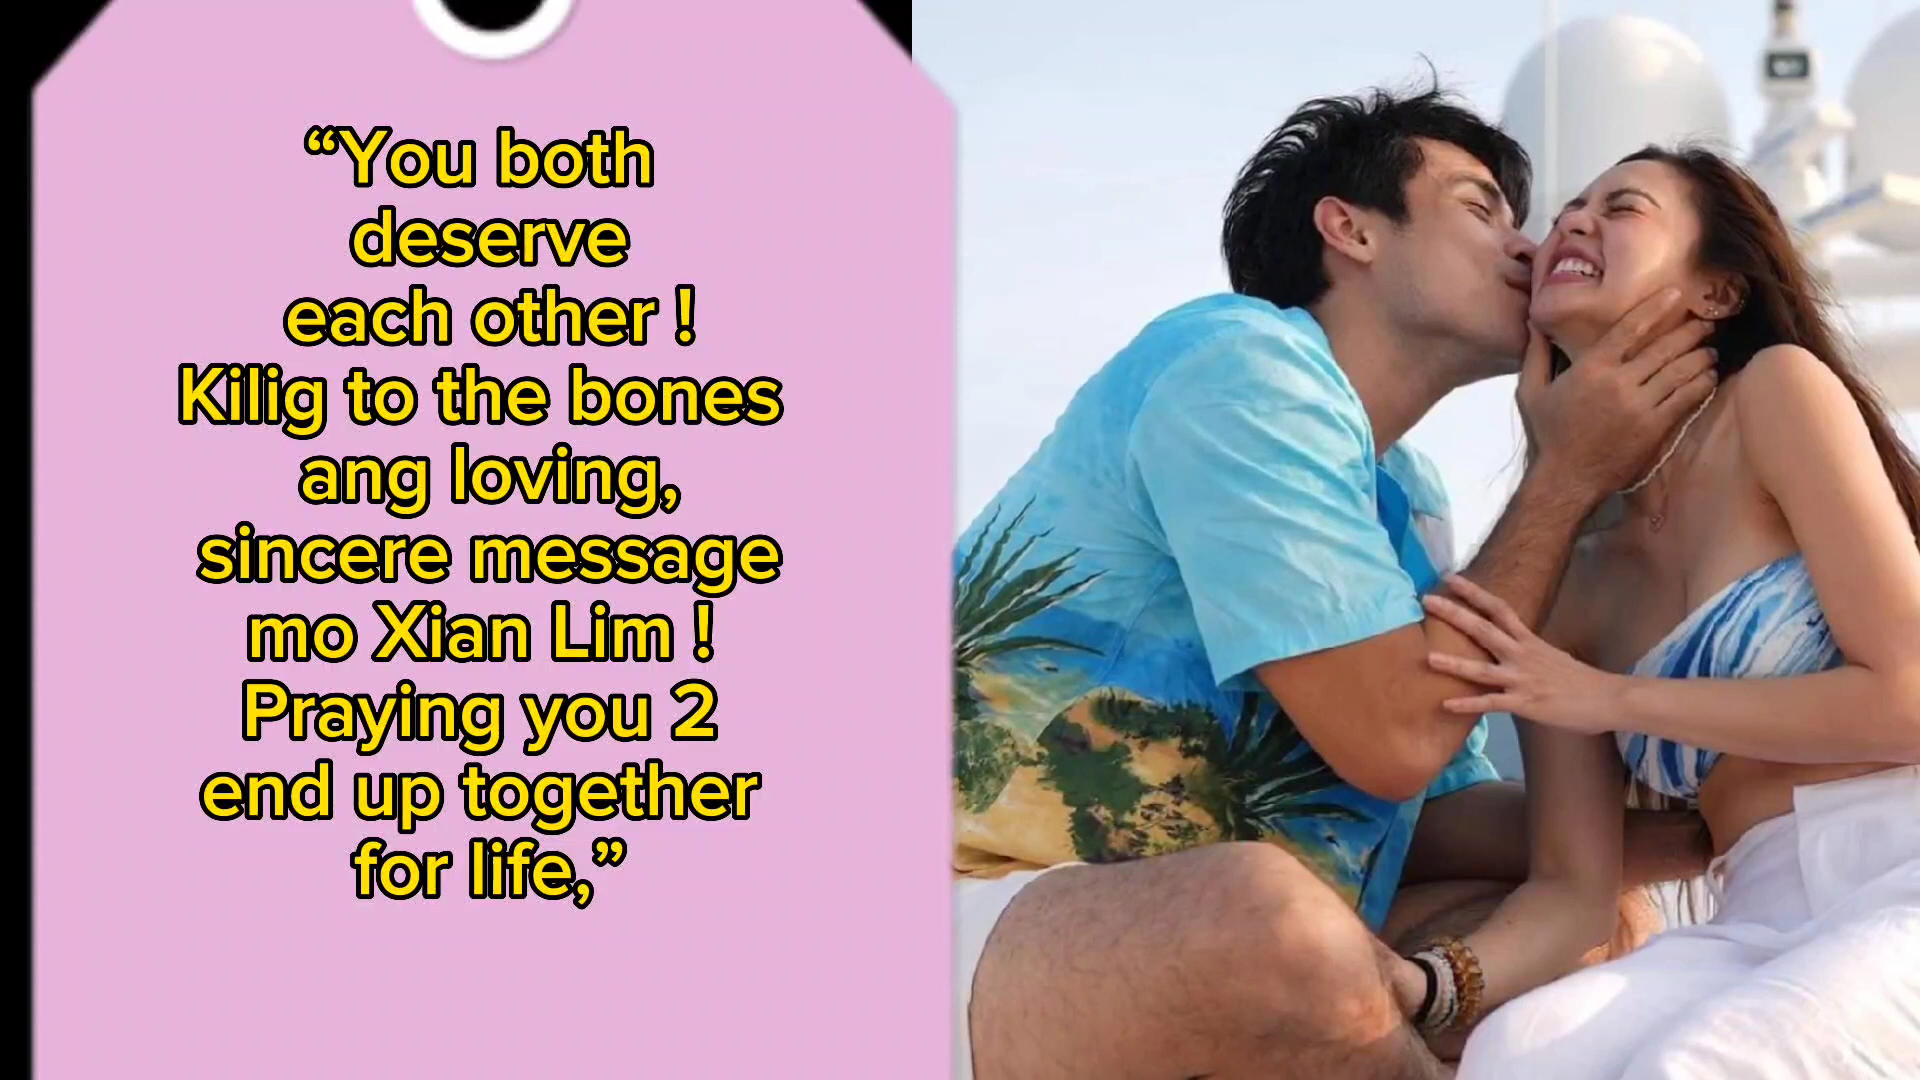 “You both
deserve
each other !
Kilig to the bones
ang loving,
sincere message
mo Xian Lim !
Praying you 2
end up together
for life,”